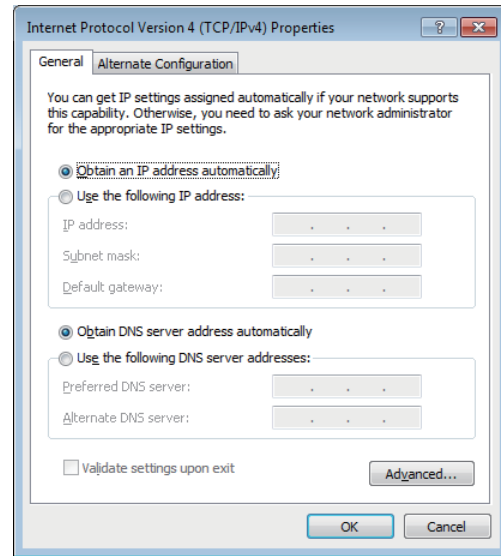 Internet Protocol Version 4 (TCP/IPv4) Properties
General
Alternate Configuration
You can get IP settings assigned automatically if your network supports
this capability. Otherwise, you need to ask your network administrator
for the appropriate IP settings.
Obtain an IP address automatically
Use the following IP address:
IP address:
Subnet mask:
Default gateway:
Obtain DNS server address automatically
Use the following DNS server addresses:
Preferred DNS server:
Alternate DNS server:
Validate settings upon exit
Advanced...
OK
Cancel